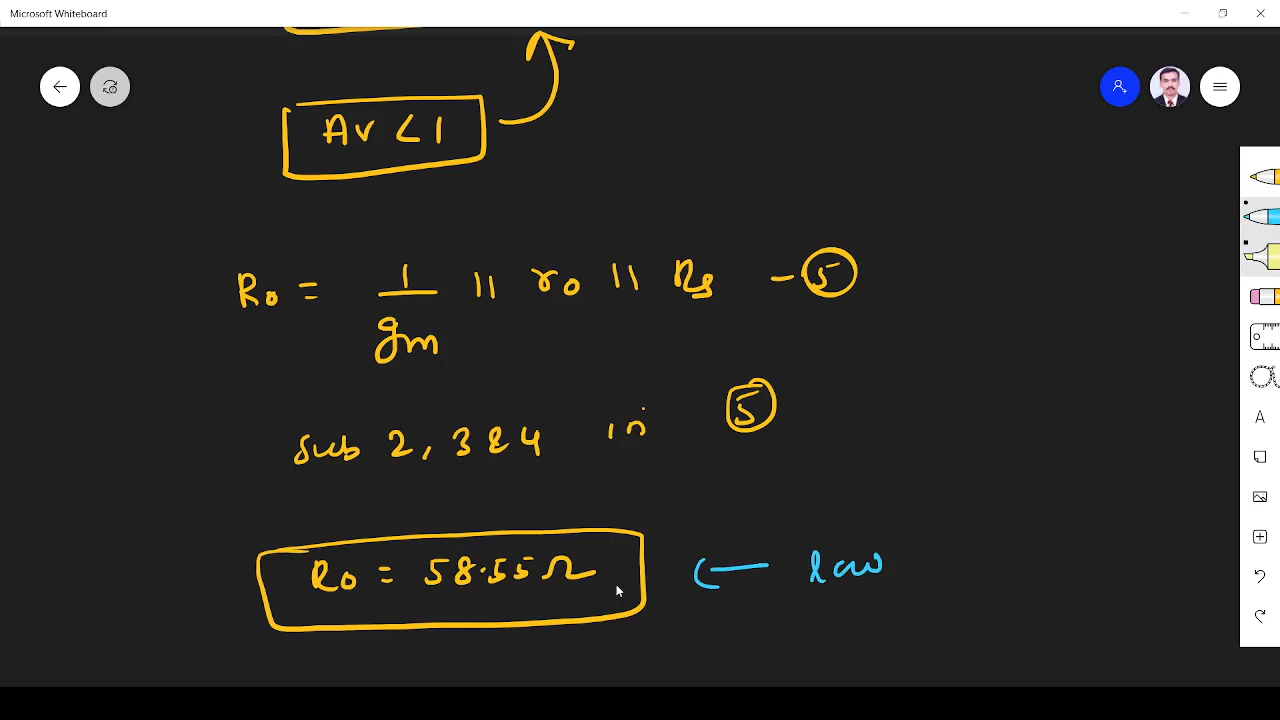 Microsoft Whiteboard
Av < 1
Ro = 1/gm || ro || Rs - 5
sub 2, 3 & 4 in 5
Ro = 58.55Ω ← low
A